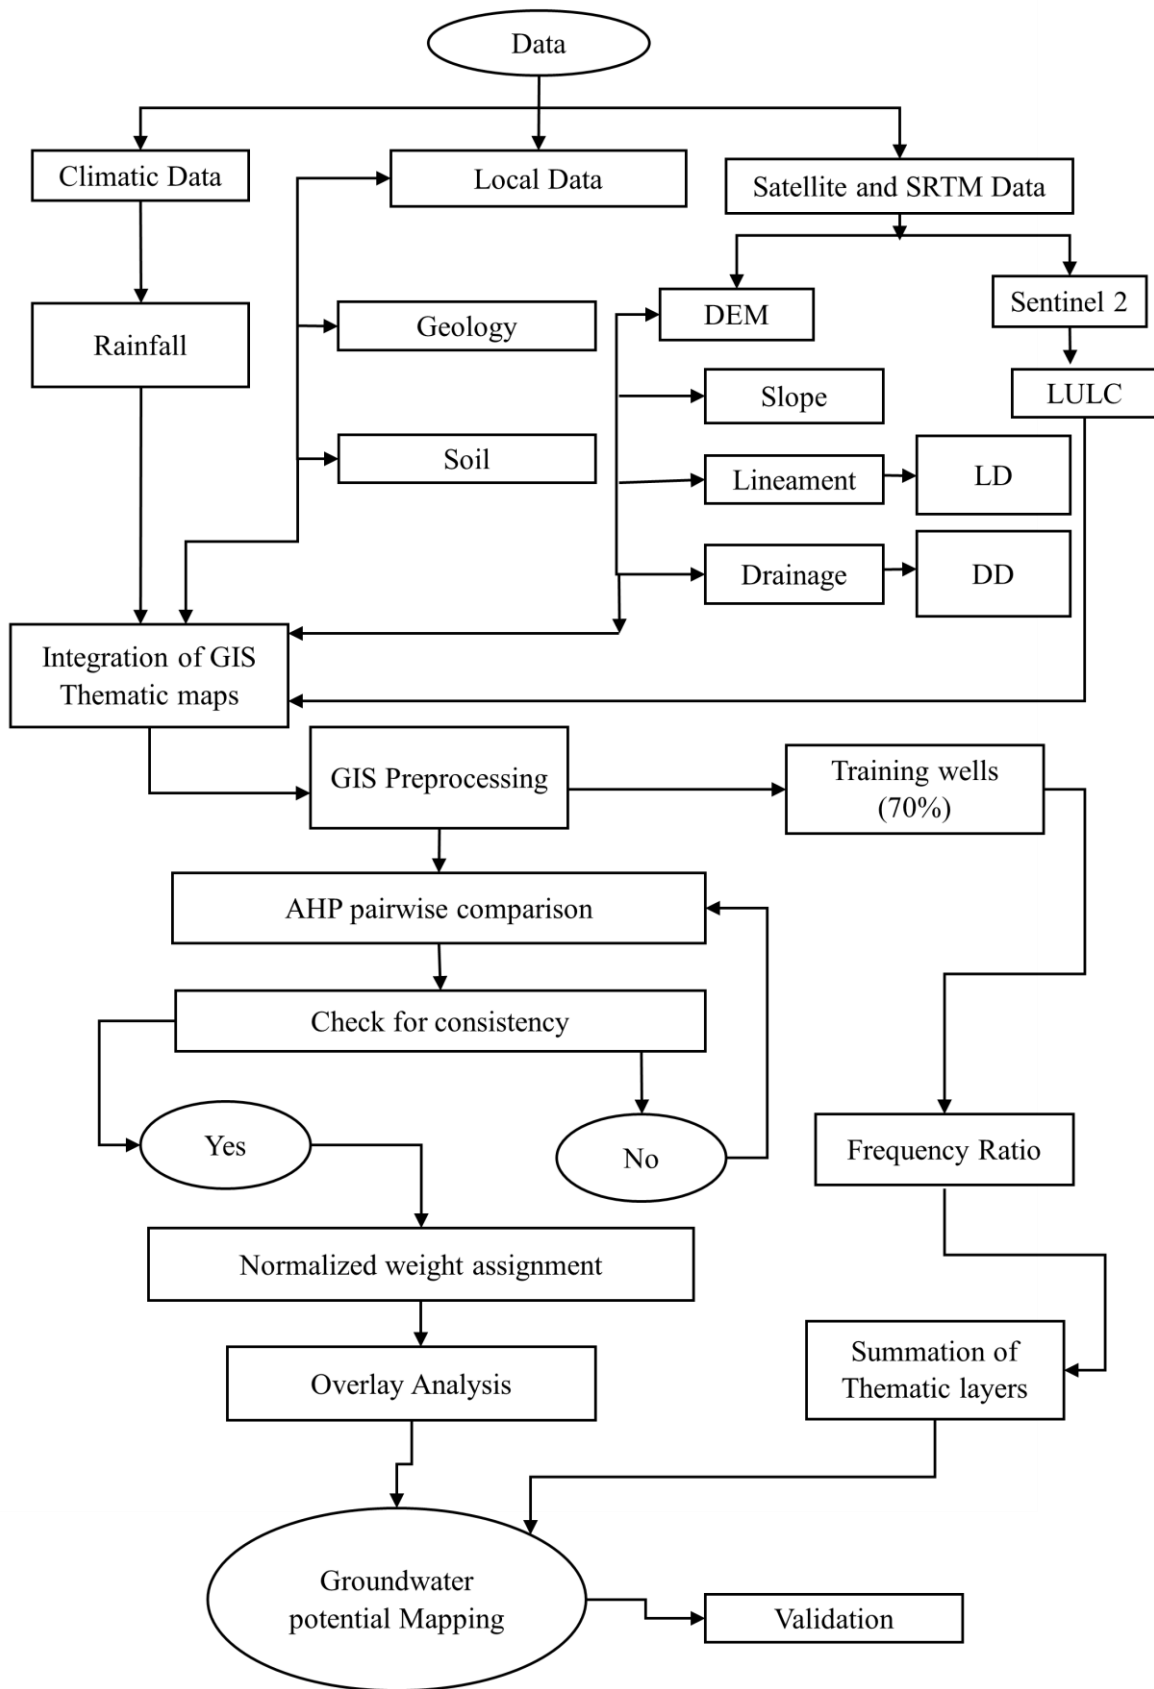 Data
Climatic Data
Local Data
Satellite and SRTM Data
Rainfall
Geology
DEM
Sentinel 2
Slope
LULC
Soil
Lineament
LD
Drainage
DD
Integration of GIS
Thematic maps
GIS Preprocessing
Training wells
(70%)
AHP pairwise comparison
Check for consistency
Yes
No
Frequency Ratio
Normalized weight assignment
Overlay Analysis
Summation of
Thematic layers
Groundwater
potential Mapping
Validation